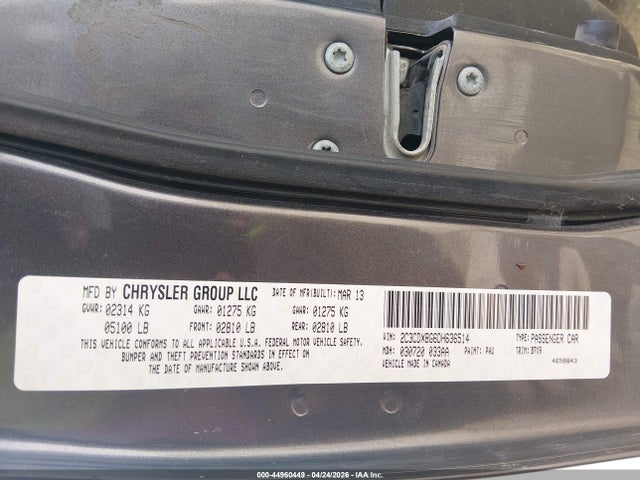 MFD BY CHRYSLER GROUP LLC DATE OF MFR(BUILT): MAR 13
GVWR: 02314 KG GAWR 01275 KG GAWR 01275 KG
05100 LB FRONT: 02810 LB REAR: 02810 LB
THIS VEHICLE CONFORMS TO ALL APPLICABLE U.S.A. FEDERAL MOTOR VEHICLE SAFETY,
BUMPER AND THEFT PREVENTION STANDARDS IN EFFECT ON
THE DATE OF MANUFACTURE SHOWN ABOVE.
VIN: 2C3CDXBG6DH636514 TYPE: PASSENGER CAR
MDH: 030720 033AA PAINT: PAU TRIM: B7X9
VEHICLE MADE IN CANADA 4658043
000-44960449 - 04/24/2026 - IAA Inc.